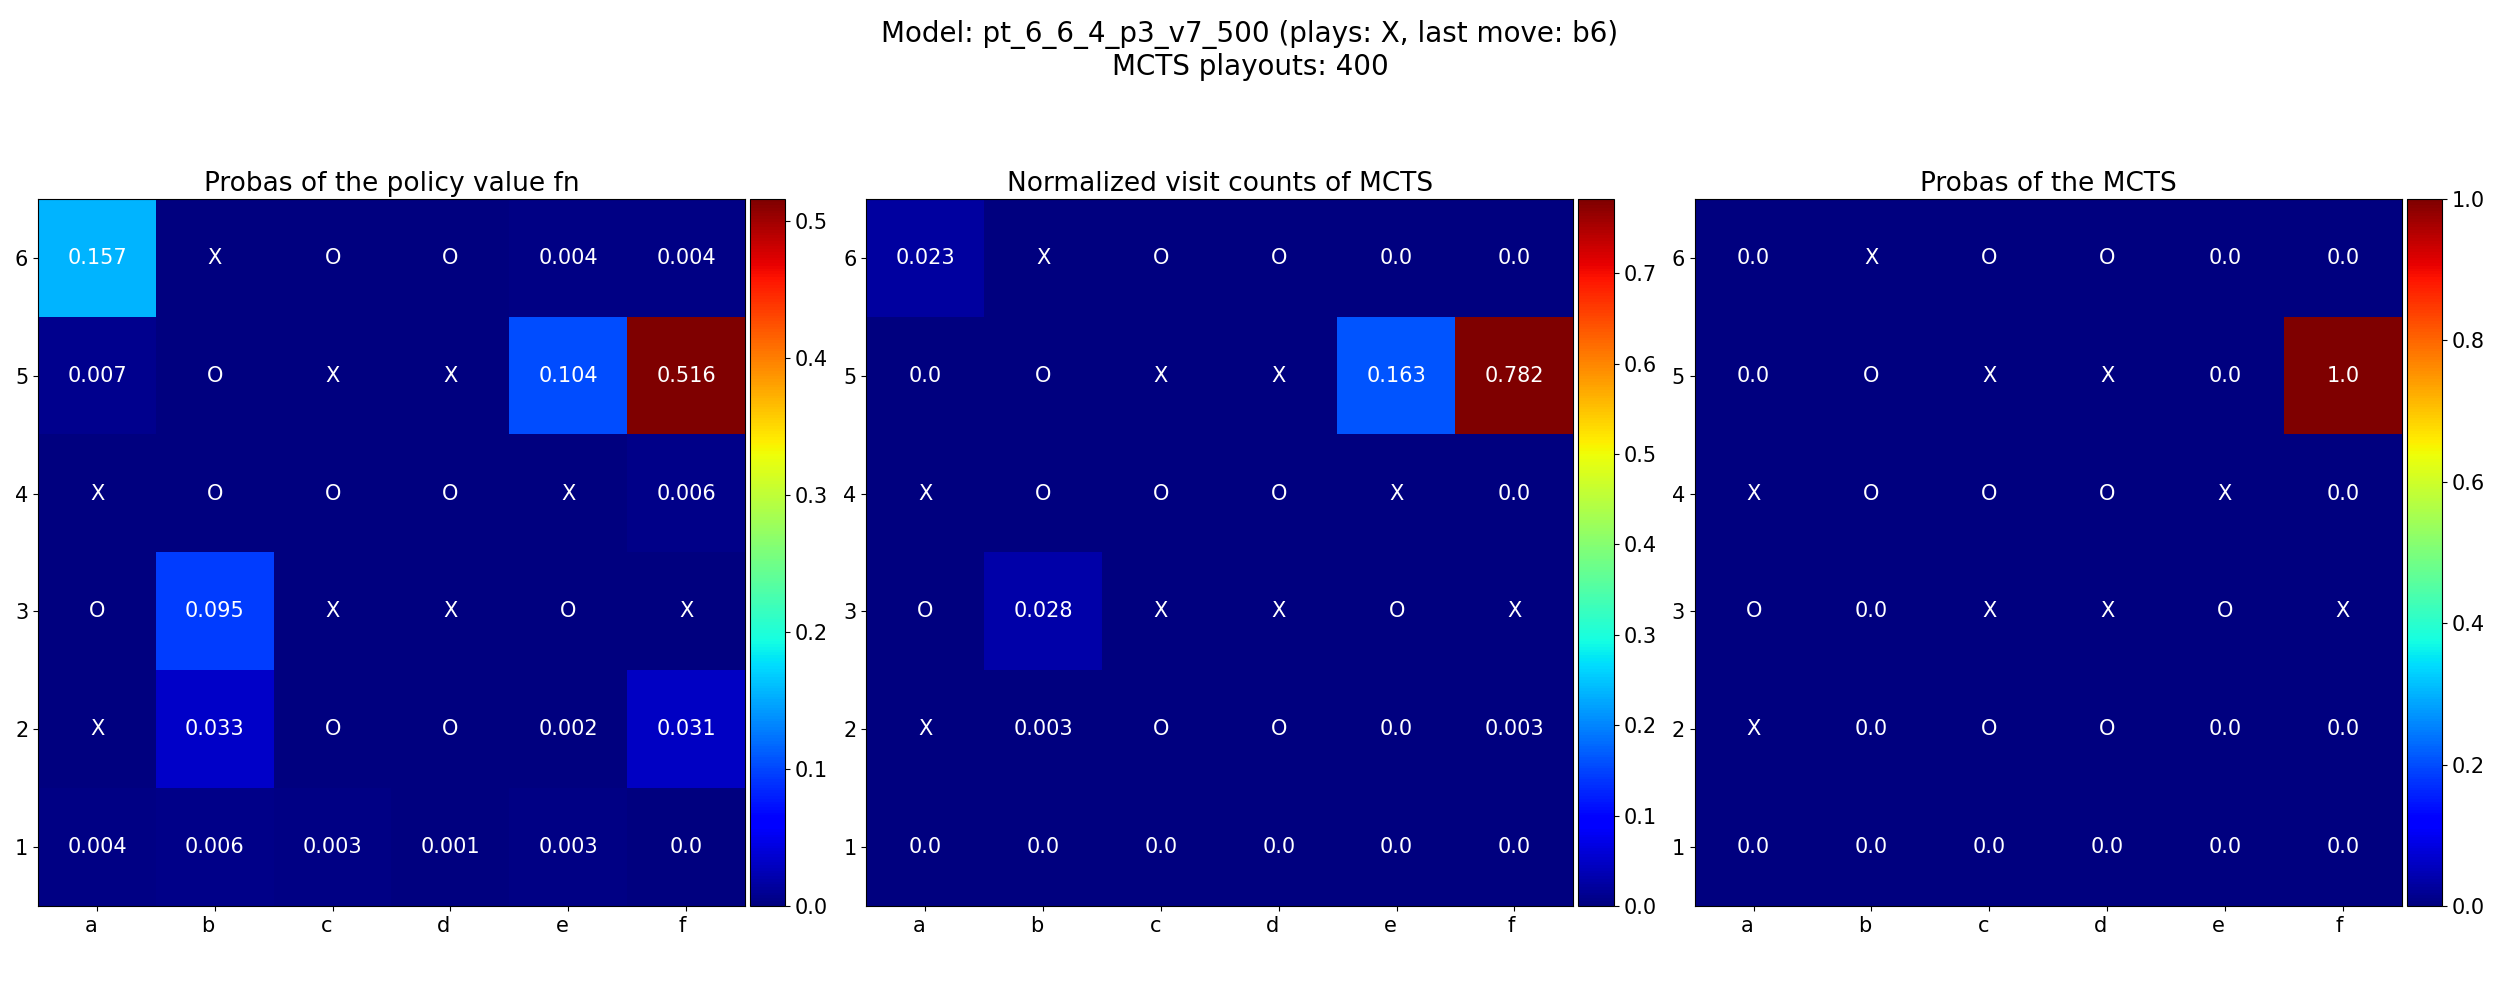 Model: pt_6_6_4_p3_v7_500 (plays: X, last move: b6)
MCTS playouts: 400
Probas of the policy value fn
6 0.157 X O O 0.004 0.004
5 0.007 O X X 0.104 0.516
4 X O O O X 0.006
3 O 0.095 X X O X
2 X 0.033 O O 0.002 0.031
1 0.004 0.006 0.003 0.001 0.003 0.0
a b c d e f
0.5
0.4
0.3
0.2
0.1
0.0
Normalized visit counts of MCTS
6 0.023 X O O 0.0 0.0
5 0.0 O X X 0.163 0.782
4 X O O O X 0.0
3 O 0.028 X X O X
2 X 0.003 O O 0.0 0.003
1 0.0 0.0 0.0 0.0 0.0 0.0
a b c d e f
0.7
0.6
0.5
0.4
0.3
0.2
0.1
0.0
Probas of the MCTS
6 0.0 X O O 0.0 0.0
5 0.0 O X X 0.0 1.0
4 X O O O X 0.0
3 O 0.0 X X O X
2 X 0.0 O O 0.0 0.0
1 0.0 0.0 0.0 0.0 0.0 0.0
a b c d e f
1.0
0.8
0.6
0.4
0.2
0.0